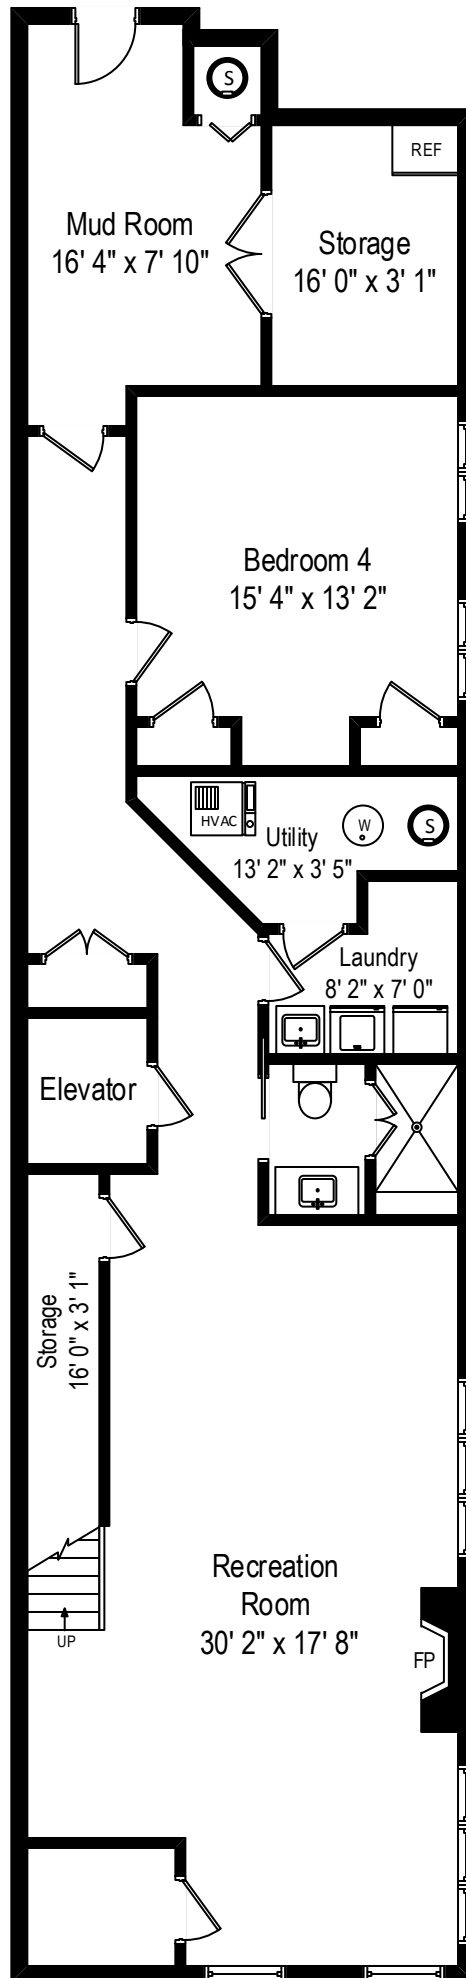 S
REF
Mud Room
16' 4" x 7' 10"
Storage
16' 0" x 3' 1"
Bedroom 4
15' 4" x 13' 2"
HVAC
W
S
Utility
13' 2" x 3' 5"
Laundry
8' 2" x 7' 0"
Elevator
Storage
16' 0" x 3' 1"
Recreation
Room
30' 2" x 17' 8"
UP
FP